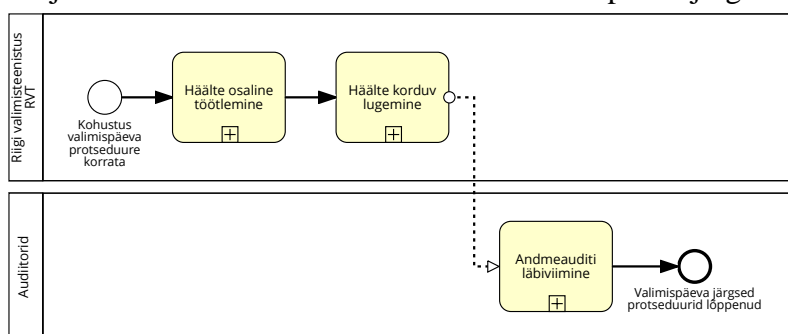 Riigi valimisteenistus
RVT
Kohustus
valimispäeva
protseduure
korrata
Häälte osaline
töötlemine
Häälte korduv
lugemine
Audiitorid
Andmeauditi
läbiviimine
Valimispäeva järgsed
protseduurid lõppenud